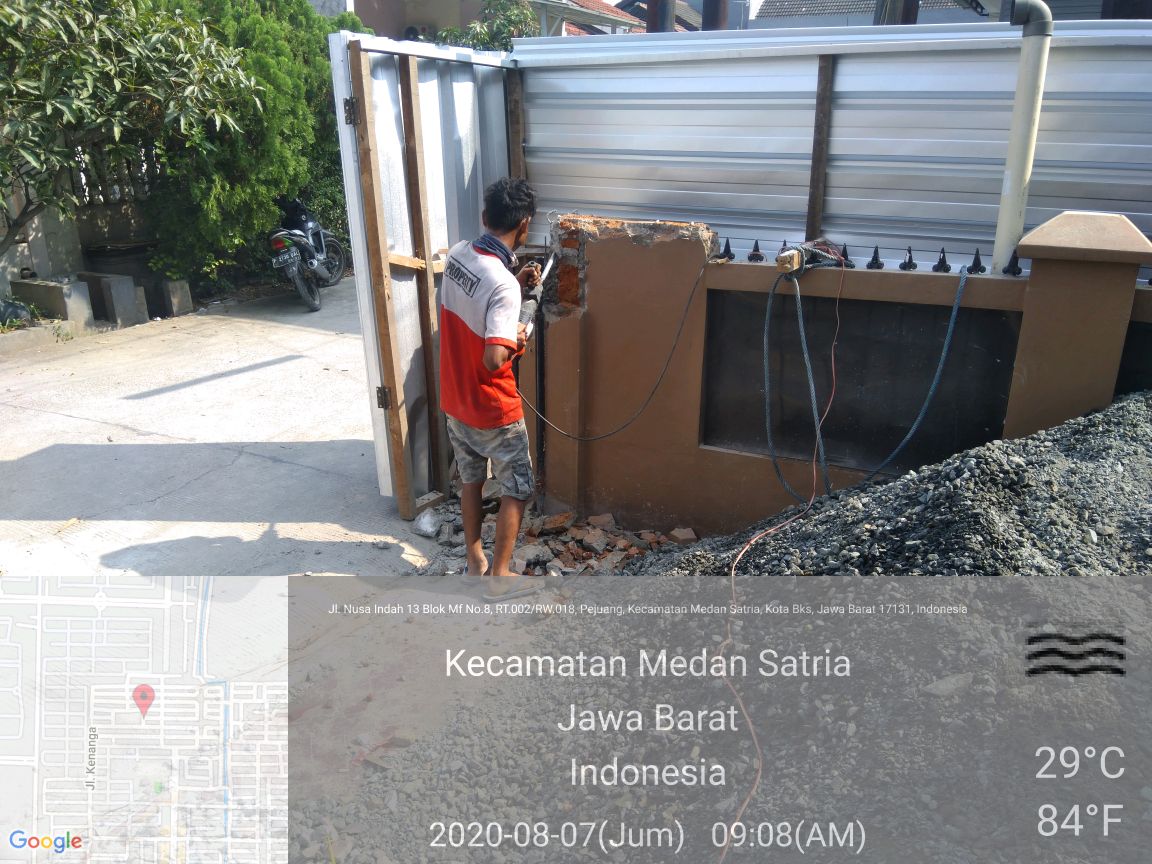 PROPERTY
Jl. Nusa Indah 13 Blok Mf No.8, RT.002/RW.018, Pejuang, Kecamatan Medan Satria, Kota Bks, Jawa Barat 17131, Indonesia
Kecamatan Medan Satria
Jawa Barat
Indonesia
29°C
84°F
2020-08-07(Jum) 09:08(AM)
Jl. Kenanga
Google